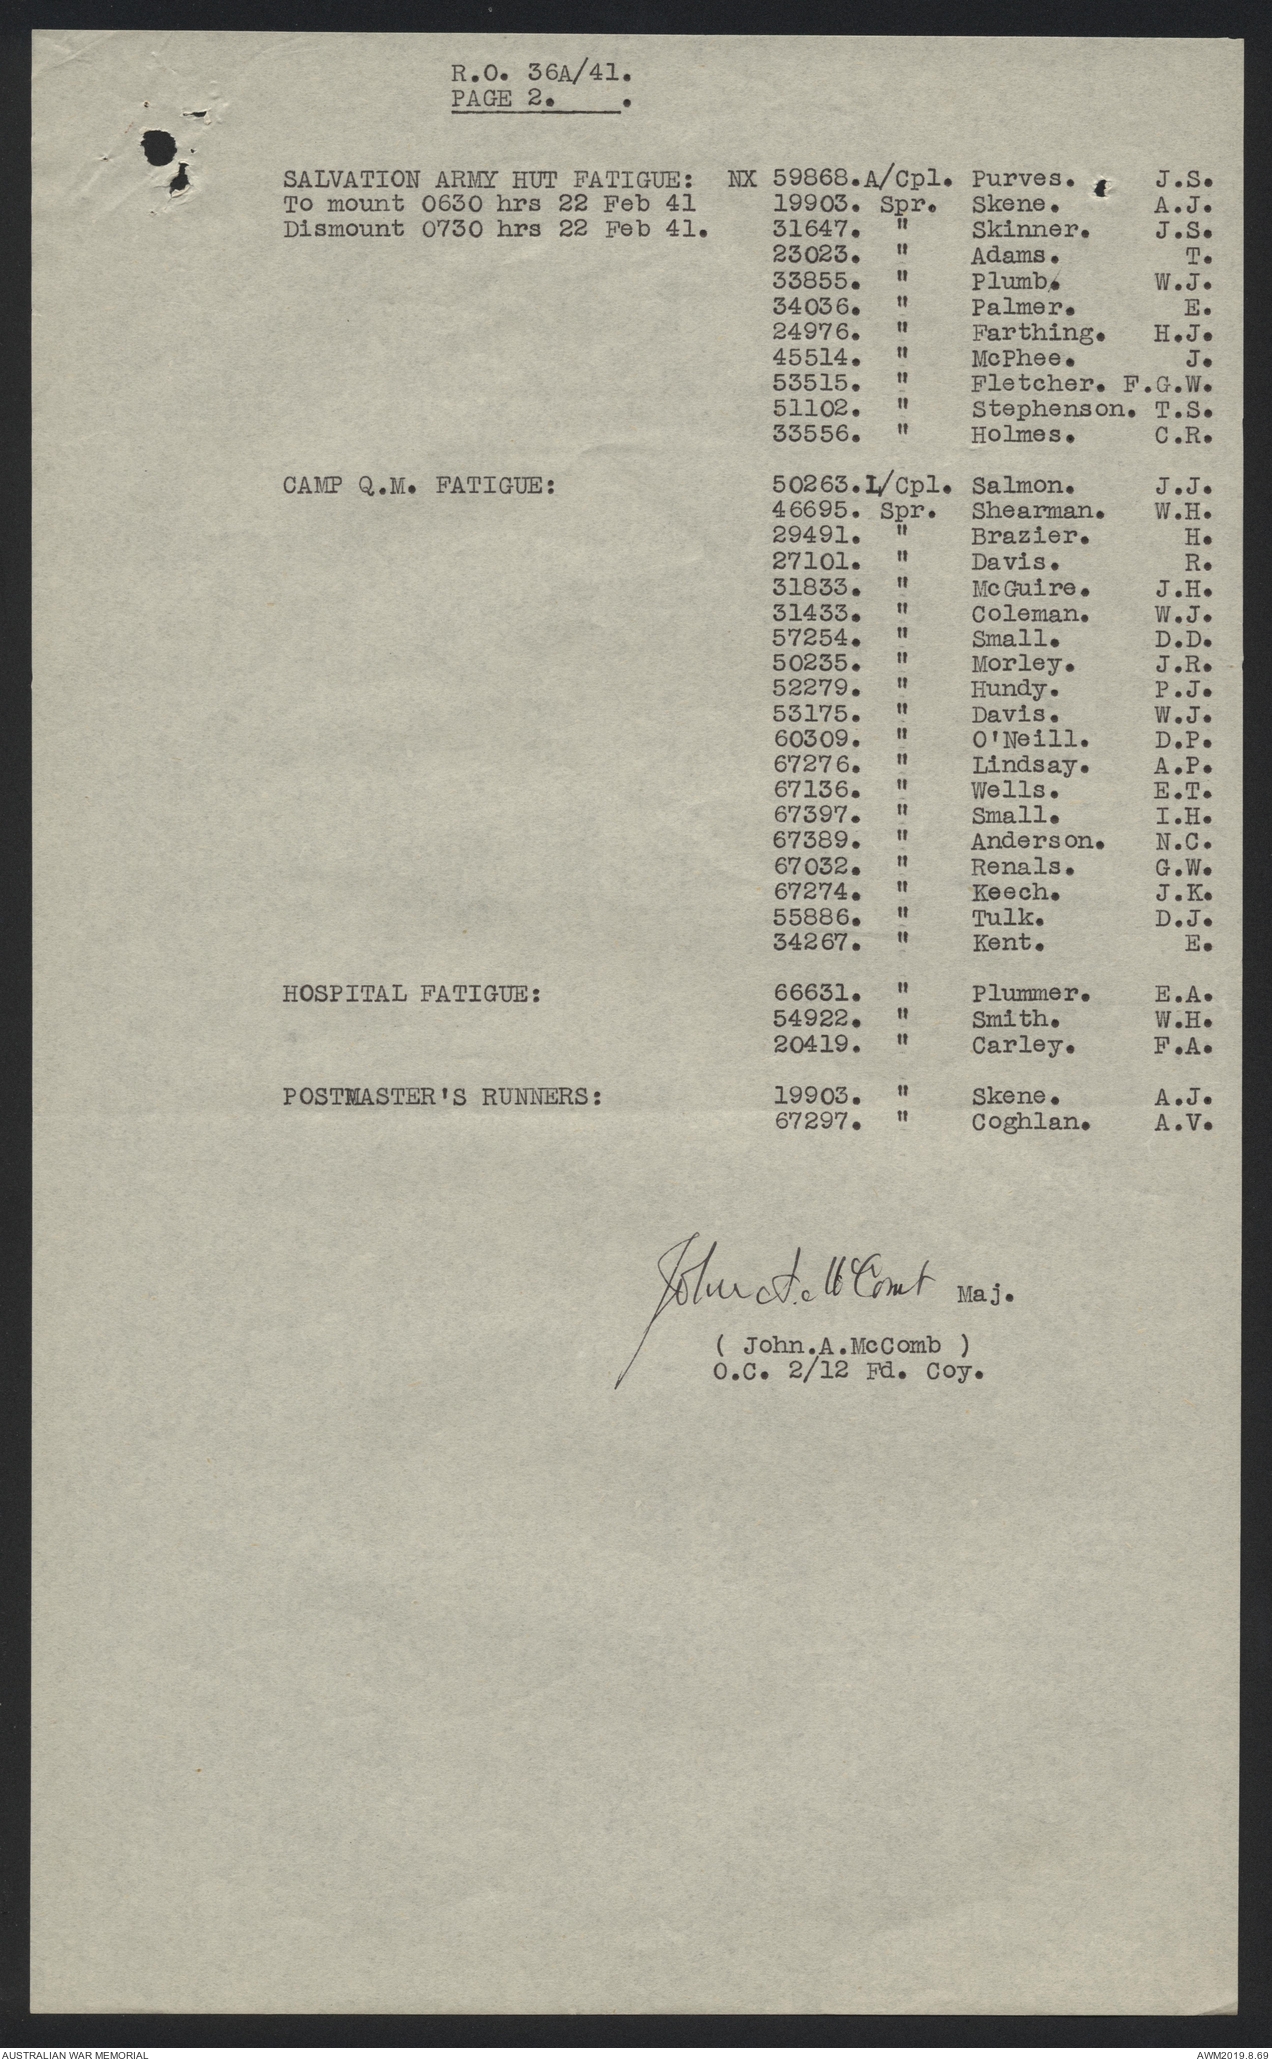 R.O. 36A/41.
PAGE 2. .
SALVATION ARMY HUT FATIGUE: NX 59868. A/Cpl. Purves. J.S.
To mount 0630 hrs 22 Feb 41 19903. Spr. Skene. A.J.
Dismount 0730 hrs 22 Feb 41. 31647. " Skinner. J.S.
23023. " Adams. T.
33855. " Plumb. W.J.
34036. " Palmer. E.
24976. " Farthing. H.J.
45514. " McPhee. J.
53515. " Fletcher. F.G.W.
51102. " Stephenson. T.S.
33556. " Holmes. C.R.
CAMP Q.M. FATIGUE: 50263. L/Cpl. Salmon. J.J.
46695. Spr. Shearman. W.H.
29491. " Brazier. H.
27101. " Davis. R.
31833. " McGuire. J.H.
31433. " Coleman. W.J.
57254. " Small. D.D.
50235. " Morley. J.R.
52279. " Hundy. P.J.
53175. " Davis. W.J.
60309. " O'Neill. D.P.
67276. " Lindsay. A.P.
67136. " Wells. E.T.
67397. " Small. I.H.
67389. " Anderson. N.C.
67032. " Renals. G.W.
67274. " Keech. J.K.
55886. " Tulk. D.J.
34267. " Kent. E.
HOSPITAL FATIGUE: 66631. " Plummer. E.A.
54922. " Smith. W.H.
20419. " Carley. F.A.
POSTMASTER'S RUNNERS: 19903. " Skene. A.J.
67297. " Coghlan. A.V.
John A. McComb Maj.
( John.A.McComb )
O.C. 2/12 Fd. Coy.
AUSTRALIAN WAR MEMORIAL AWM2019.8.69